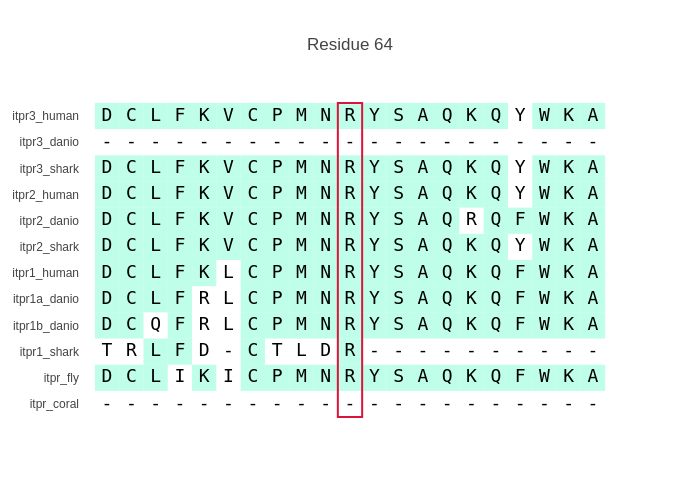 Residue 64
itpr3_human D C L F K V C P M N R Y S A Q K Q Y W K A
itpr3_danio - - - - - - - - - - - - - - - - - - - - -
itpr3_shark D C L F K V C P M N R Y S A Q K Q Y W K A
itpr2_human D C L F K V C P M N R Y S A Q K Q Y W K A
itpr2_danio D C L F K V C P M N R Y S A Q R Q F W K A
itpr2_shark D C L F K V C P M N R Y S A Q K Q Y W K A
itpr1_human D C L F K L C P M N R Y S A Q K Q F W K A
itpr1a_danio D C L F R L C P M N R Y S A Q K Q F W K A
itpr1b_danio D C Q F R L C P M N R Y S A Q K Q F W K A
itpr1_shark T R L F D - C T L D R - - - - - - - - - -
itpr_fly D C L I K I C P M N R Y S A Q K Q F W K A
itpr_coral - - - - - - - - - - - - - - - - - - - - -